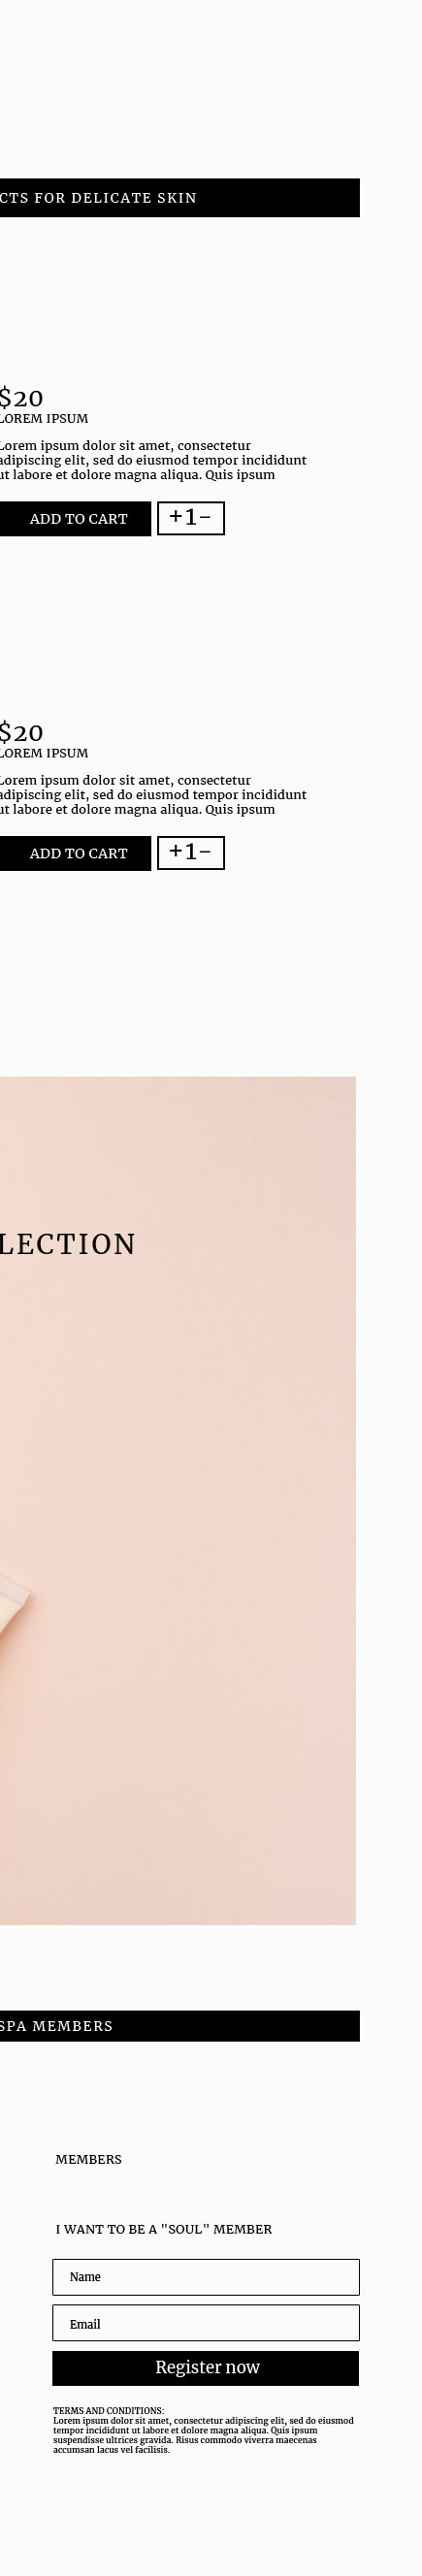 CTS FOR DELICATE SKIN
$20
LOREM IPSUM
Lorem ipsum dolor sit amet, consectetur
adipiscing elit, sed do eiusmod tempor incididunt
ut labore et dolore magna aliqua. Quis ipsum
ADD TO CART +1-
$20
LOREM IPSUM
Lorem ipsum dolor sit amet, consectetur
adipiscing elit, sed do eiusmod tempor incididunt
ut labore et dolore magna aliqua. Quis ipsum
ADD TO CART +1-
LECTION
SPA MEMBERS
MEMBERS
I WANT TO BE A "SOUL" MEMBER
Name
Email
Register now
TERMS AND CONDITIONS:
Lorem ipsum dolor sit amet, consectetur adipiscing elit, sed do eiusmod
tempor incididunt ut labore et dolore magna aliqua. Quis ipsum
suspendisse ultrices gravida. Risus commodo viverra maecenas
accumsan lacus vel facilisis.